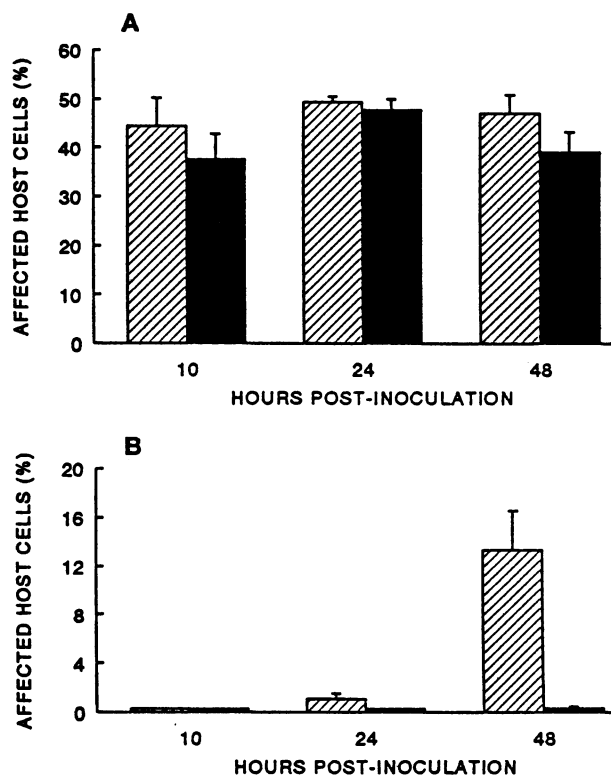 A
AFFECTED HOST CELLS (%)
60
50
40
30
20
10
0
10 24 48
HOURS POST-INOCULATION
B
AFFECTED HOST CELLS (%)
20
16
12
8
4
0
10 24 48
HOURS POST-INOCULATION